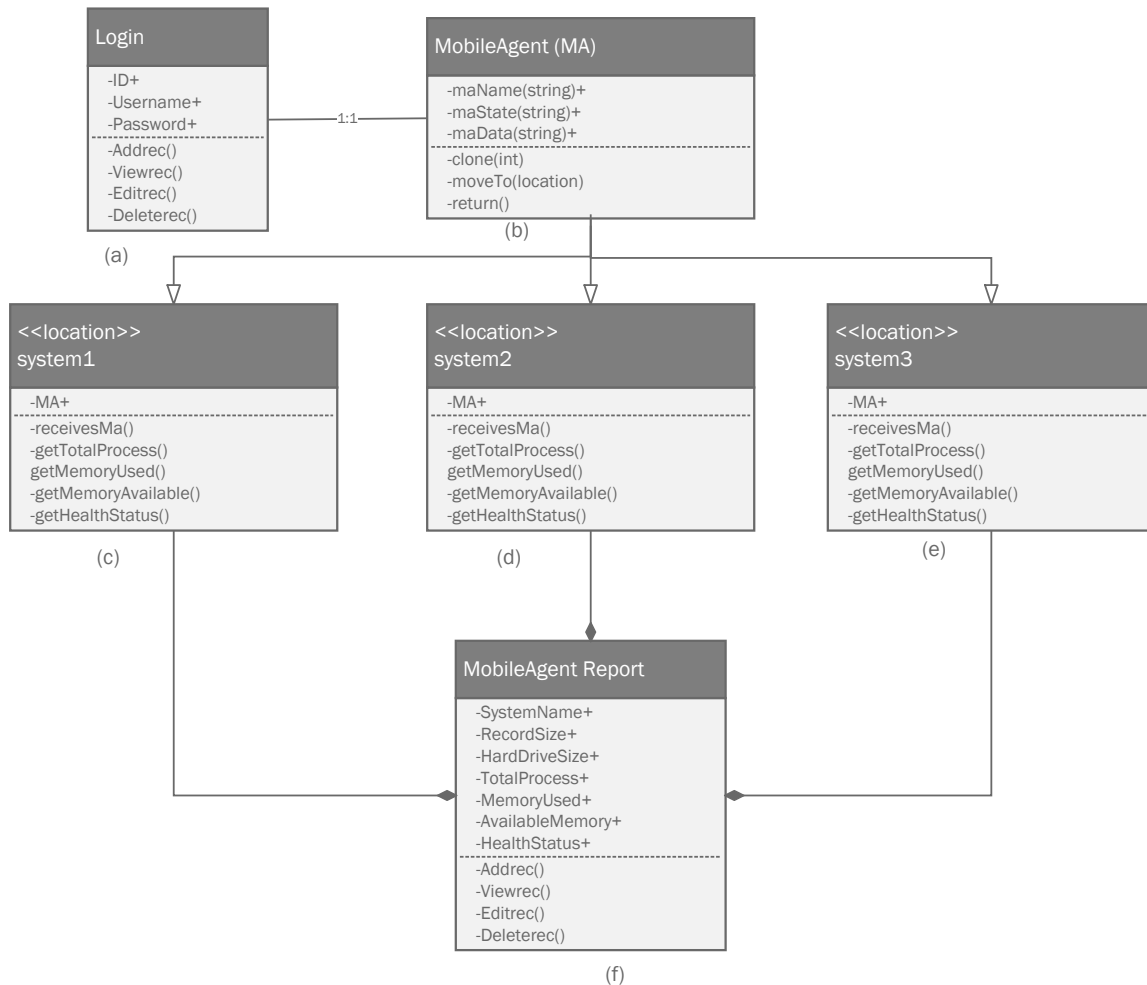 Login
-ID+
-Username+
-Password+
-Addrec()
-Viewrec()
-Editrec()
-Deleterec()
(a)
1:1
MobileAgent (MA)
-maName(string)+
-maState(string)+
-maData(string)+
-clone(int)
-moveTo(location)
-return()
(b)
<<location>>
system1
-MA+
-receivesMa()
-getTotalProcess()
getMemoryUsed()
-getMemoryAvailable()
-getHealthStatus()
(c)
<<location>>
system2
-MA+
-receivesMa()
-getTotalProcess()
getMemoryUsed()
-getMemoryAvailable()
-getHealthStatus()
(d)
<<location>>
system3
-MA+
-receivesMa()
-getTotalProcess()
getMemoryUsed()
-getMemoryAvailable()
-getHealthStatus()
(e)
MobileAgent Report
-SystemName+
-RecordSize+
-HardDriveSize+
-TotalProcess+
-MemoryUsed+
-AvailableMemory+
-HealthStatus+
-Addrec()
-Viewrec()
-Editrec()
-Deleterec()
(f)